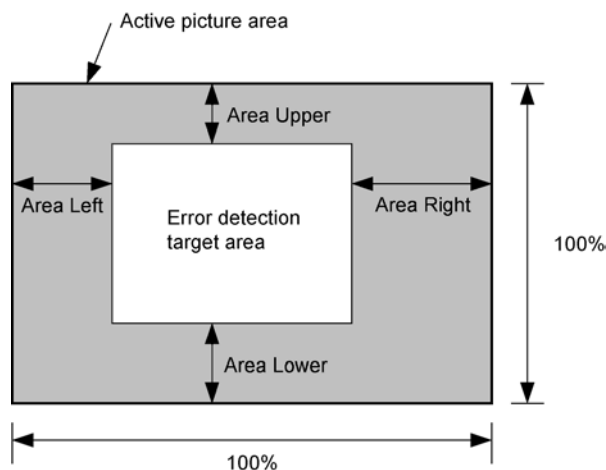 Active picture area
Area Upper
Area Left
Area Right
Error detection
target area
100%
Area Lower
100%